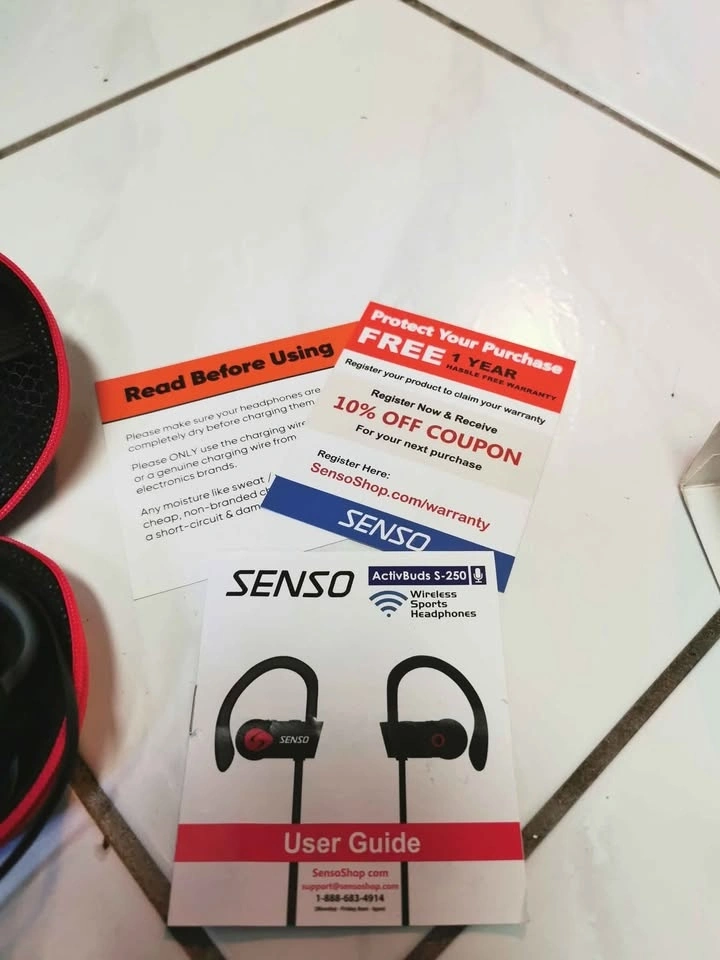 Read Before Using
Please make sure your headphones are
completely dry before charging them
Please ONLY use the charging wire
or a genuine charging wire from
electronics brands.
Any moisture like sweat /
cheap, non-branded
a short-circuit &
Protect Your Purchase
FREE 1 YEAR
HASSLE FREE WARRANTY
Register your product to claim your warranty
Register Now & Receive
10% OFF COUPON
For your next purchase
Register Here:
SensoShop.com/warranty
SENSO
SENSO
ActivBuds S-250
Wireless
Sports
Headphones
SENSO
User Guide
SensoShop com
support@sensoshop.com
1-888-683-4914
(Monday - Friday 9am - 5pm)